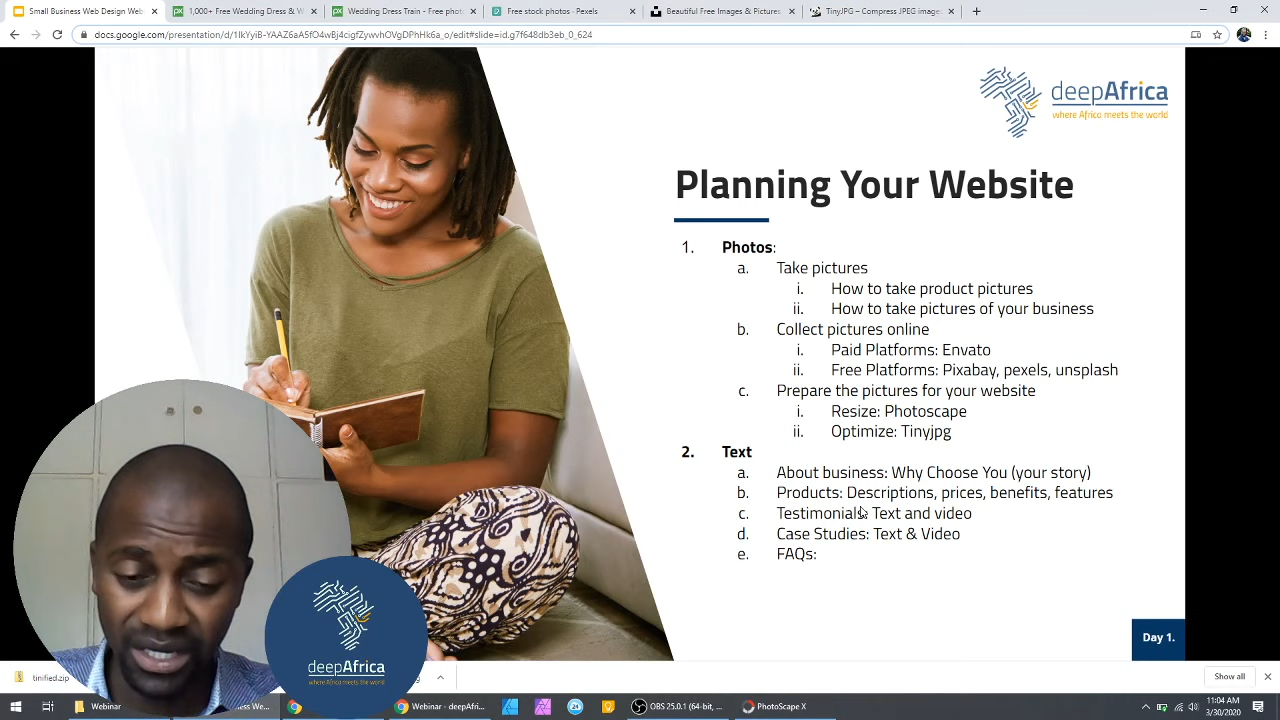 Small Business Web Design Web
1,000+ Free Wedding Dress & W
Wedding Dress Train - Free phot
Free stock photos · Pexels
Beautiful Free Images & Pictures
TinyJPG – Compress JPEG image
docs.google.com/presentation/d/1IkYyiB-YAAZ6aA5fO4wBj4cigfZywvhOVgDPhHk6a_o/edit#slide=id.g7f648db3eb_0_624
deepAfrica
where Africa meets the world
Planning Your Website
1. Photos:
a. Take pictures
i. How to take product pictures
ii. How to take pictures of your business
b. Collect pictures online
i. Paid Platforms: Envato
ii. Free Platforms: Pixabay, pexels, unsplash
c. Prepare the pictures for your website
i. Resize: Photoscape
ii. Optimize: Tinyjpg
2. Text
a. About business: Why Choose You (your story)
b. Products: Descriptions, prices, benefits, features
c. Testimonials: Text and video
d. Case Studies: Text & Video
e. FAQs:
Day 1.
deepAfrica
where Africa meets the world
tinified.zip
Show all
Webinar
ness We...
Webinar - deepAfri...
24
OBS 25.0.1 (64-bit, ...
PhotoScape X
11:04 AM
3/30/2020